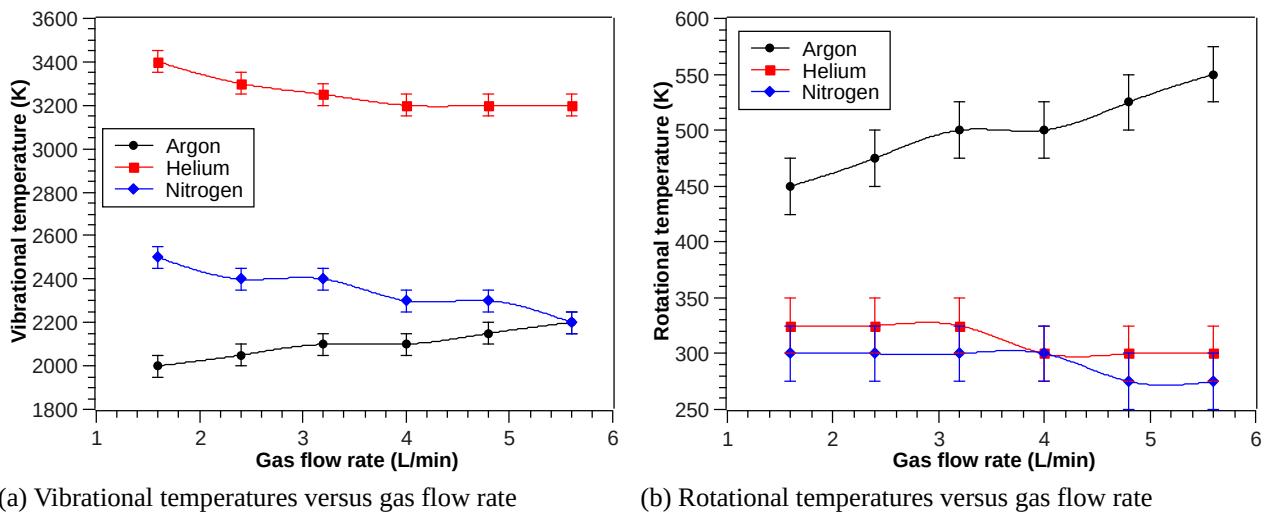 3600
3400
3200
3000
2800
2600
2400
2200
2000
1800
Vibrational temperature (K)
Argon
Helium
Nitrogen
1 2 3 4 5 6
Gas flow rate (L/min)
(a) Vibrational temperatures versus gas flow rate
600
550
500
450
400
350
300
250
Rotational temperature (K)
Argon
Helium
Nitrogen
1 2 3 4 5 6
Gas flow rate (L/min)
(b) Rotational temperatures versus gas flow rate